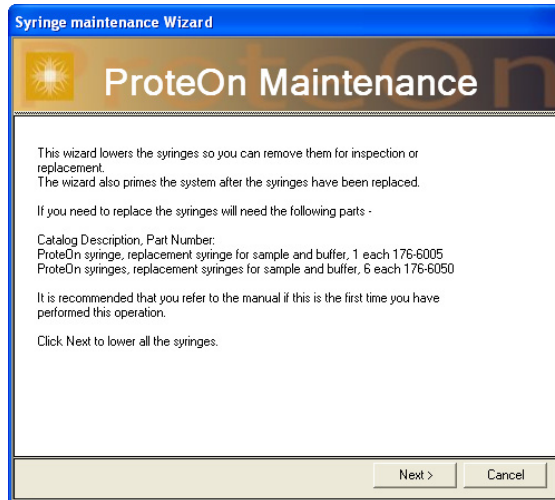 Syringe maintenance Wizard
ProteOn Maintenance
This wizard lowers the syringes so you can remove them for inspection or
replacement.
The wizard also primes the system after the syringes have been replaced.
If you need to replace the syringes will need the following parts -
Catalog Description, Part Number:
ProteOn syringe, replacement syringe for sample and buffer, 1 each 176-6005
ProteOn syringes, replacement syringes for sample and buffer, 6 each 176-6050
It is recommended that you refer to the manual if this is the first time you have
performed this operation.
Click Next to lower all the syringes.
Next >
Cancel